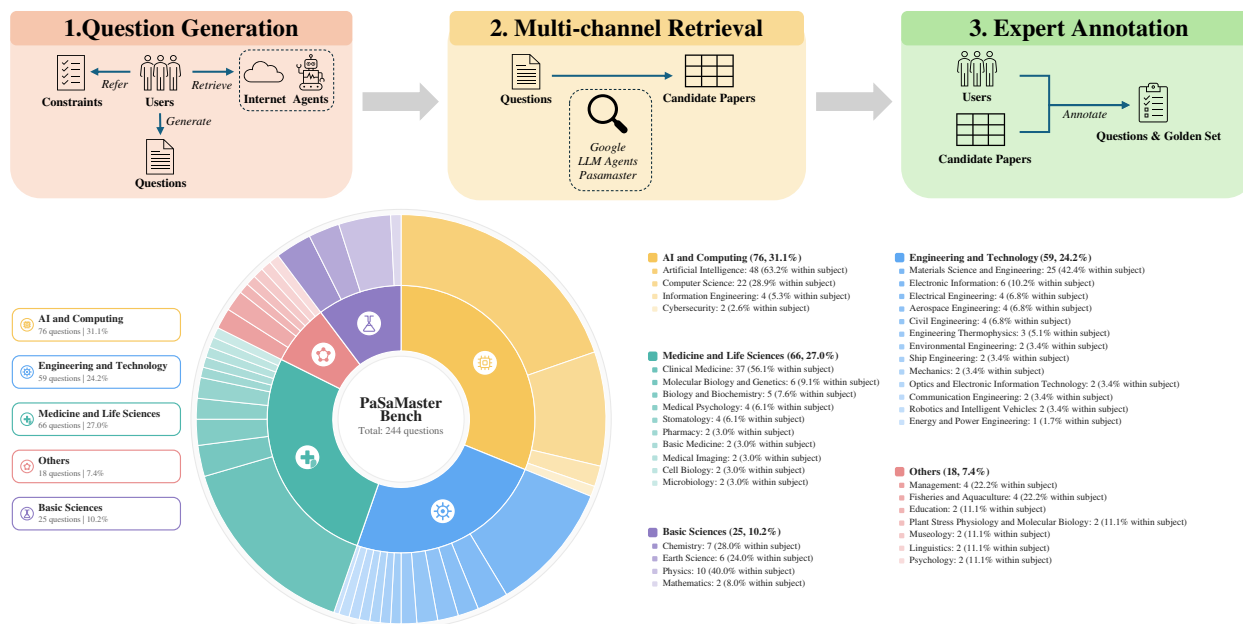 1.Question Generation
Constraints
Refer
Users
Retrieve
Internet
Agents
Generate
Questions
2. Multi-channel Retrieval
Questions
Candidate Papers
Google
LLM Agents
Pasamaster
3. Expert Annotation
Users
Candidate Papers
Annotate
Questions & Golden Set
AI and Computing
76 questions | 31.1%
Engineering and Technology
59 questions | 24.2%
Medicine and Life Sciences
66 questions | 27.0%
Others
18 questions | 7.4%
Basic Sciences
25 questions | 10.2%
PaSaMaster
Bench
Total: 244 questions
AI and Computing (76, 31.1%)
Artificial Intelligence: 48 (63.2% within subject)
Computer Science: 22 (28.9% within subject)
Information Engineering: 4 (5.3% within subject)
Cybersecurity: 2 (2.6% within subject)
Medicine and Life Sciences (66, 27.0%)
Clinical Medicine: 37 (56.1% within subject)
Molecular Biology and Genetics: 6 (9.1% within subject)
Biology and Biochemistry: 5 (7.6% within subject)
Medical Psychology: 4 (6.1% within subject)
Stomatology: 4 (6.1% within subject)
Pharmacy: 2 (3.0% within subject)
Basic Medicine: 2 (3.0% within subject)
Medical Imaging: 2 (3.0% within subject)
Cell Biology: 2 (3.0% within subject)
Microbiology: 2 (3.0% within subject)
Basic Sciences (25, 10.2%)
Chemistry: 7 (28.0% within subject)
Earth Science: 6 (24.0% within subject)
Physics: 10 (40.0% within subject)
Mathematics: 2 (8.0% within subject)
Engineering and Technology (59, 24.2%)
Materials Science and Engineering: 25 (42.4% within subject)
Electronic Information: 6 (10.2% within subject)
Electrical Engineering: 4 (6.8% within subject)
Aerospace Engineering: 4 (6.8% within subject)
Civil Engineering: 4 (6.8% within subject)
Engineering Thermophysics: 3 (5.1% within subject)
Environmental Engineering: 2 (3.4% within subject)
Ship Engineering: 2 (3.4% within subject)
Mechanics: 2 (3.4% within subject)
Optics and Electronic Information Technology: 2 (3.4% within subject)
Communication Engineering: 2 (3.4% within subject)
Robotics and Intelligent Vehicles: 2 (3.4% within subject)
Energy and Power Engineering: 1 (1.7% within subject)
Others (18, 7.4%)
Management: 4 (22.2% within subject)
Fisheries and Aquaculture: 4 (22.2% within subject)
Education: 2 (11.1% within subject)
Plant Stress Physiology and Molecular Biology: 2 (11.1% within subject)
Museology: 2 (11.1% within subject)
Linguistics: 2 (11.1% within subject)
Psychology: 2 (11.1% within subject)